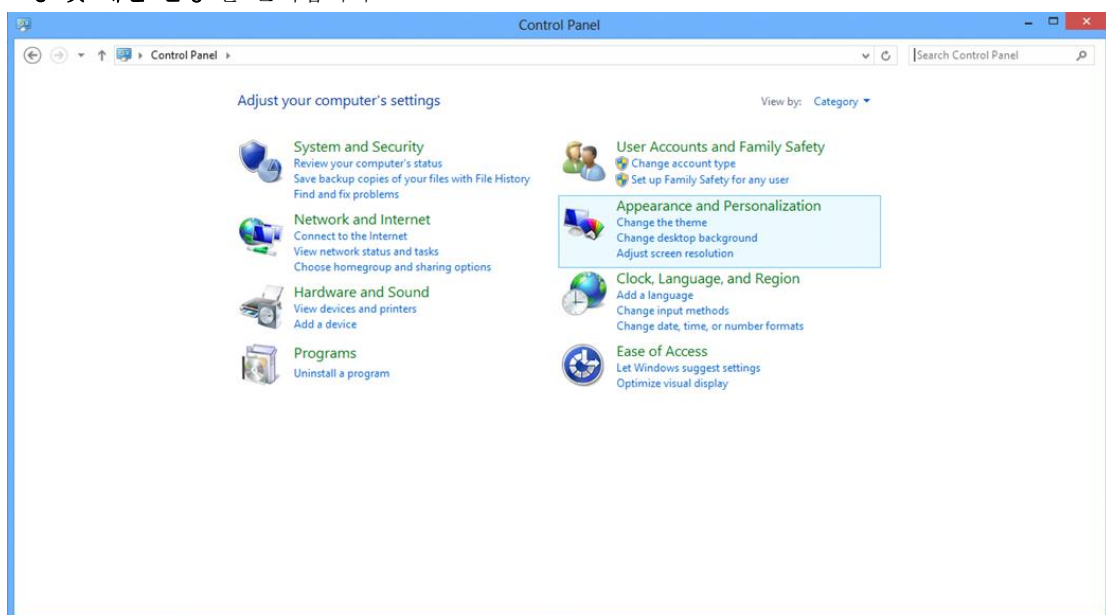 Control Panel
Control Panel
Search Control Panel
Adjust your computer's settings
View by: Category
System and Security
Review your computer's status
Save backup copies of your files with File History
Find and fix problems
Network and Internet
Connect to the Internet
View network status and tasks
Choose homegroup and sharing options
Hardware and Sound
View devices and printers
Add a device
Programs
Uninstall a program
User Accounts and Family Safety
Change account type
Set up Family Safety for any user
Appearance and Personalization
Change the theme
Change desktop background
Adjust screen resolution
Clock, Language, and Region
Add a language
Change input methods
Change date, time, or number formats
Ease of Access
Let Windows suggest settings
Optimize visual display